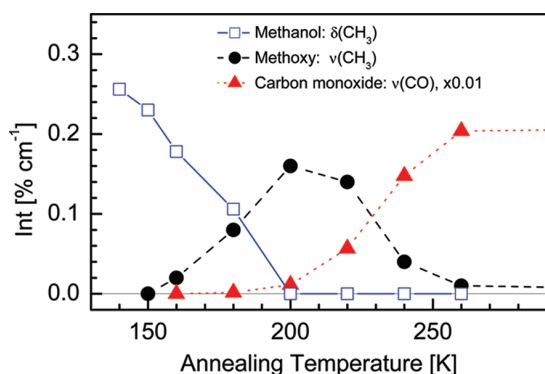 Methanol: δ(CH₃)
Methoxy: ν(CH₃)
Carbon monoxide: ν(CO), x0.01
0.3
0.2
0.1
0.0
Int [% cm⁻¹]
150 200 250
Annealing Temperature [K]